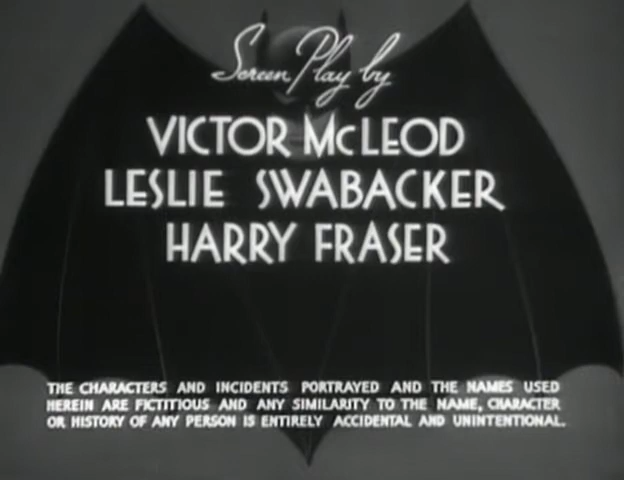 Screen Play by
VICTOR McLEOD
LESLIE SWABACKER
HARRY FRASER
THE CHARACTERS AND INCIDENTS PORTRAYED AND THE NAMES USED
HEREIN ARE FICTITIOUS AND ANY SIMILARITY TO THE NAME, CHARACTER
OR HISTORY OF ANY PERSON IS ENTIRELY ACCIDENTAL AND UNINTENTIONAL.